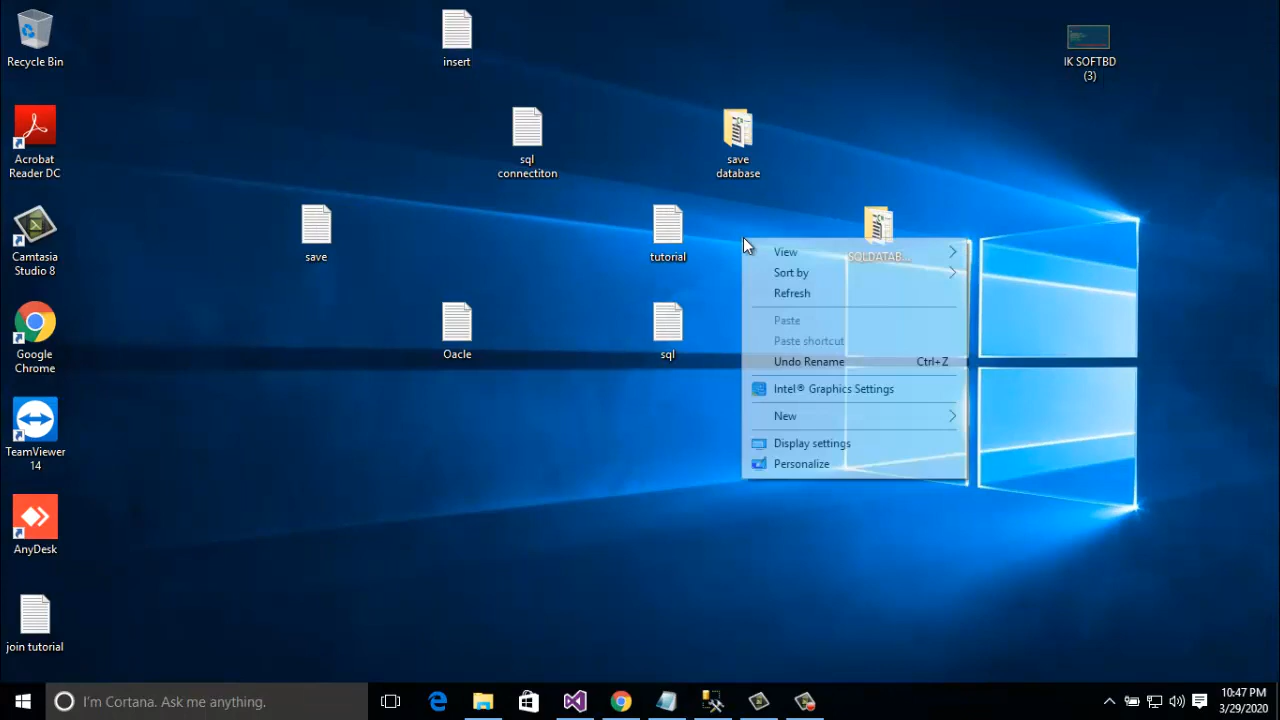 Recycle Bin
Acrobat
Reader DC
Camtasia
Studio 8
Google
Chrome
TeamViewer
14
AnyDesk
join tutorial
insert
sql
connectiton
save
database
save
tutorial
SQLDATAB...
Oacle
sql
IK SOFTBD
(3)
View
Sort by
Refresh
Paste
Paste shortcut
Undo Rename Ctrl+Z
Intel® Graphics Settings
New
Display settings
Personalize
I'm Cortana. Ask me anything.
10:47 PM
3/29/2020